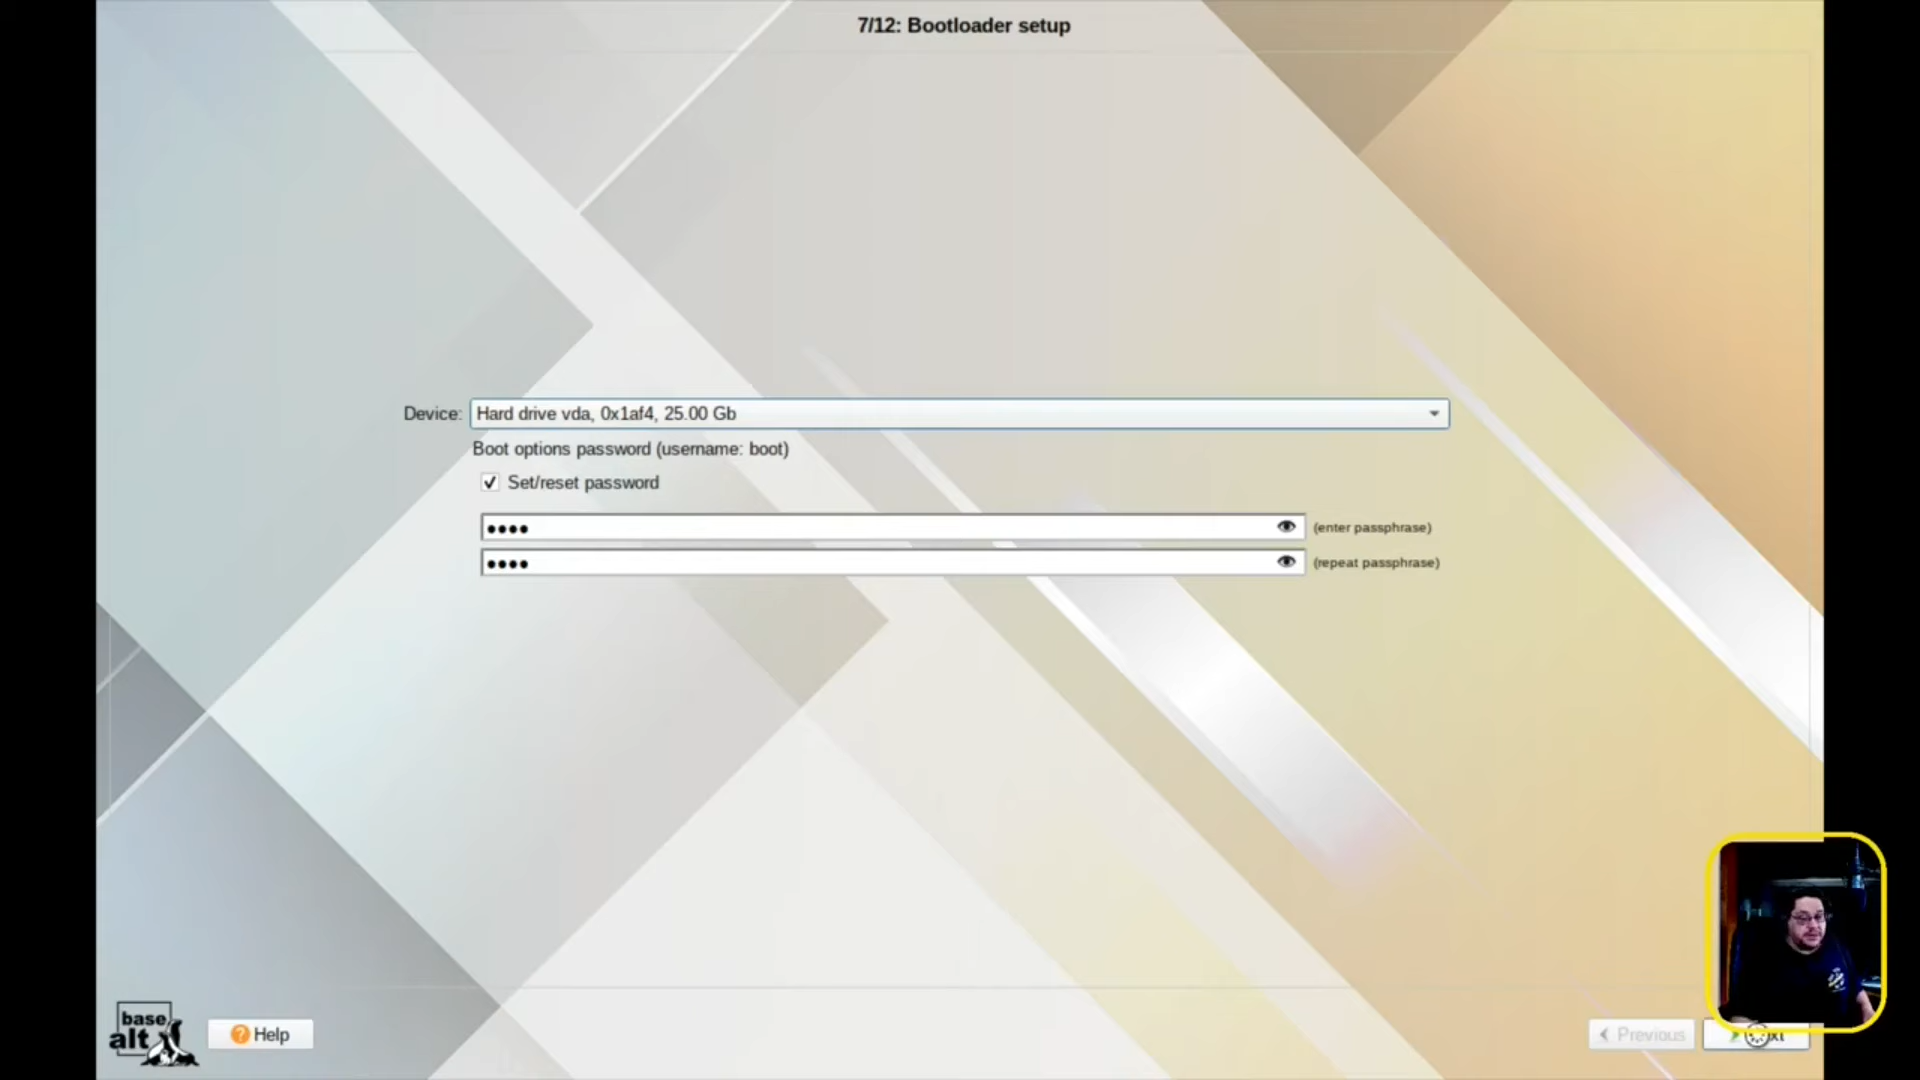 7/12: Bootloader setup
Device: Hard drive vda, 0x1af4, 25.00 Gb
Boot options password (username: boot)
Set/reset password
(enter passphrase)
(repeat passphrase)
base
alt
Help
Previous